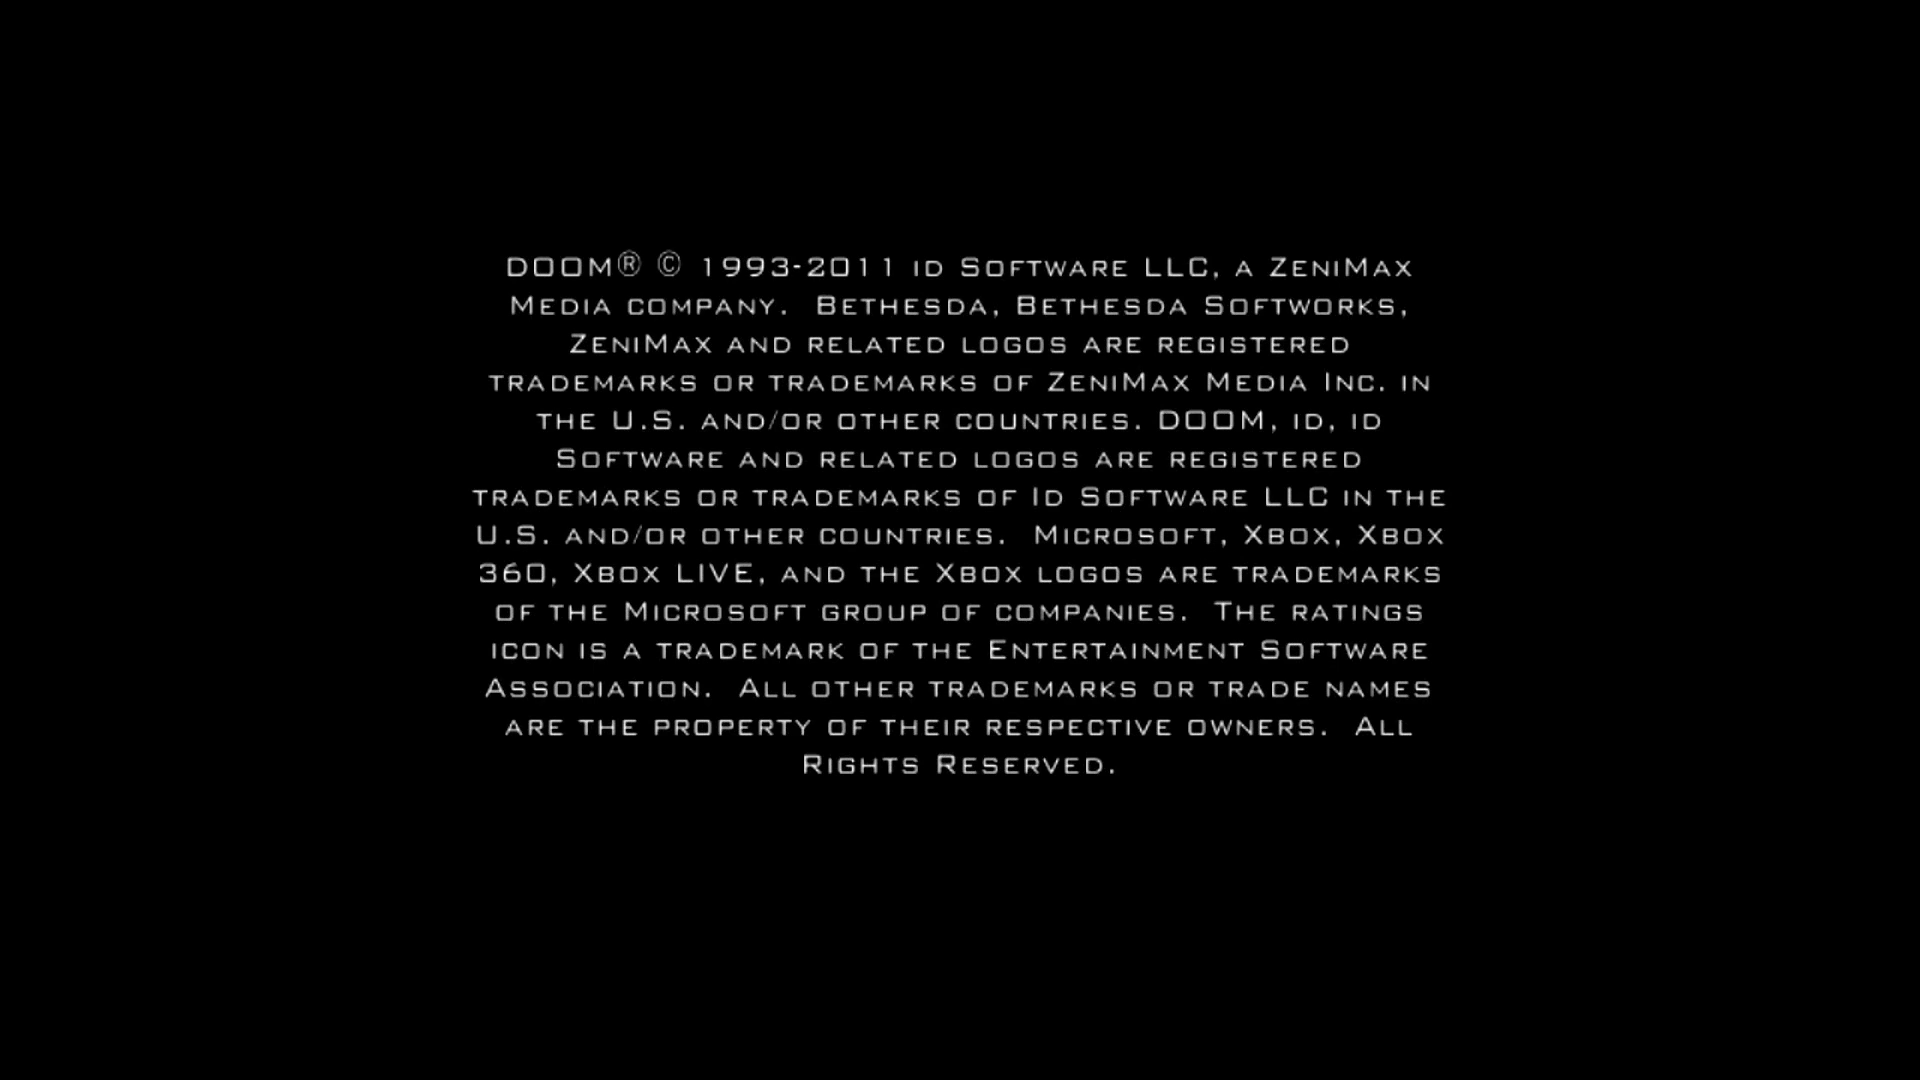 DOOM® © 1993-2011 id Software LLC, a ZeniMax
Media company.  Bethesda, Bethesda Softworks,
ZeniMax and related logos are registered
trademarks or trademarks of ZeniMax Media Inc. in
the U.S. and/or other countries. DOOM, id, id
Software and related logos are registered
trademarks or trademarks of Id Software LLC in the
U.S. and/or other countries.  Microsoft, Xbox, Xbox
360, Xbox LIVE, and the Xbox logos are trademarks
of the Microsoft group of companies.  The ratings
icon is a trademark of the Entertainment Software
Association.  All other trademarks or trade names
are the property of their respective owners.  All
Rights Reserved.